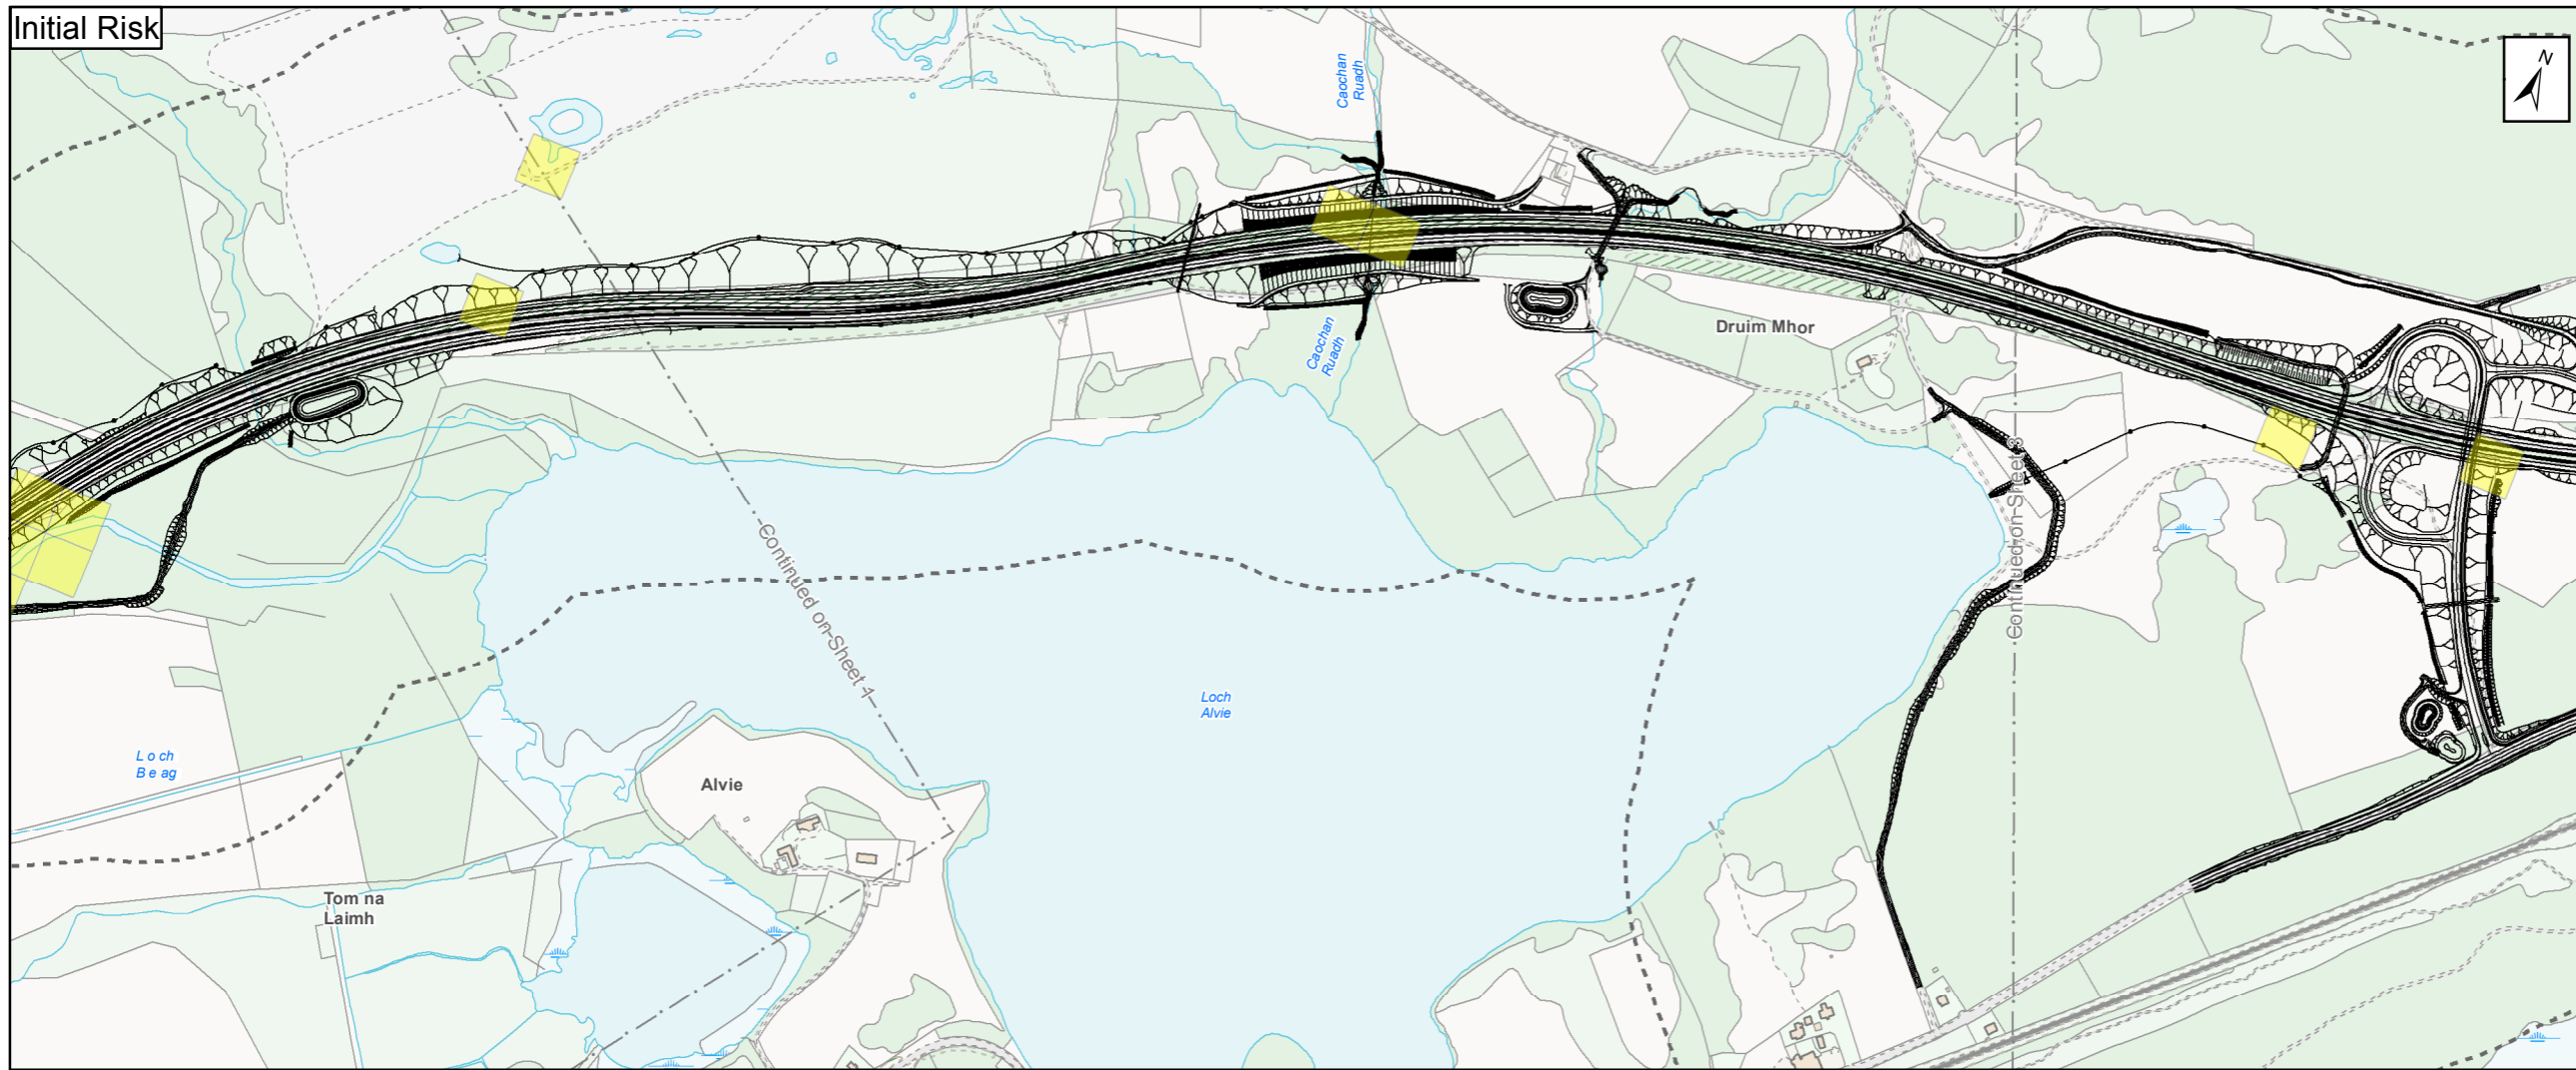 Initial Risk
N
Caochan
Ruadh
Druim Mhor
Caochan
Ruadh
Continued on Sheet 3
Continued on Sheet 1
Loch
Alvie
Loch
Beag
Alvie
Tom na
Laimh